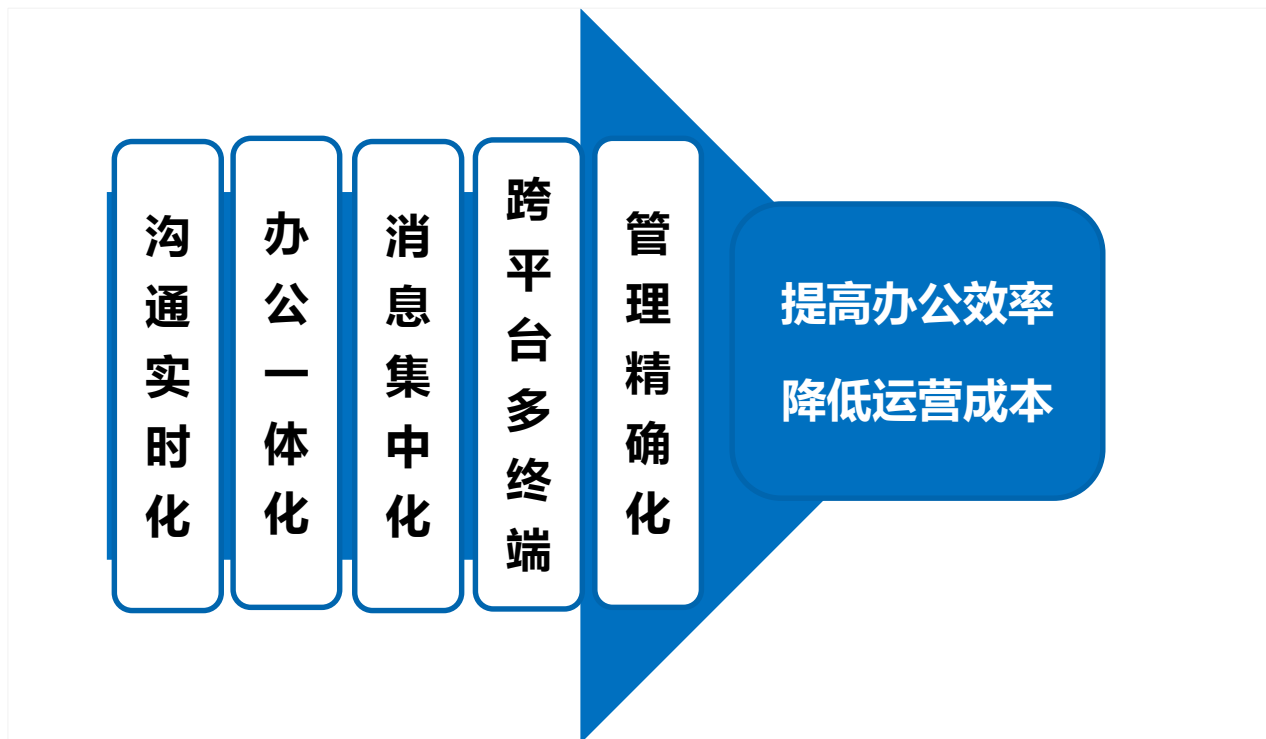 沟通实时化
办公一体化
消息集中化
跨平台多终端
管理精确化
提高办公效率
降低运营成本